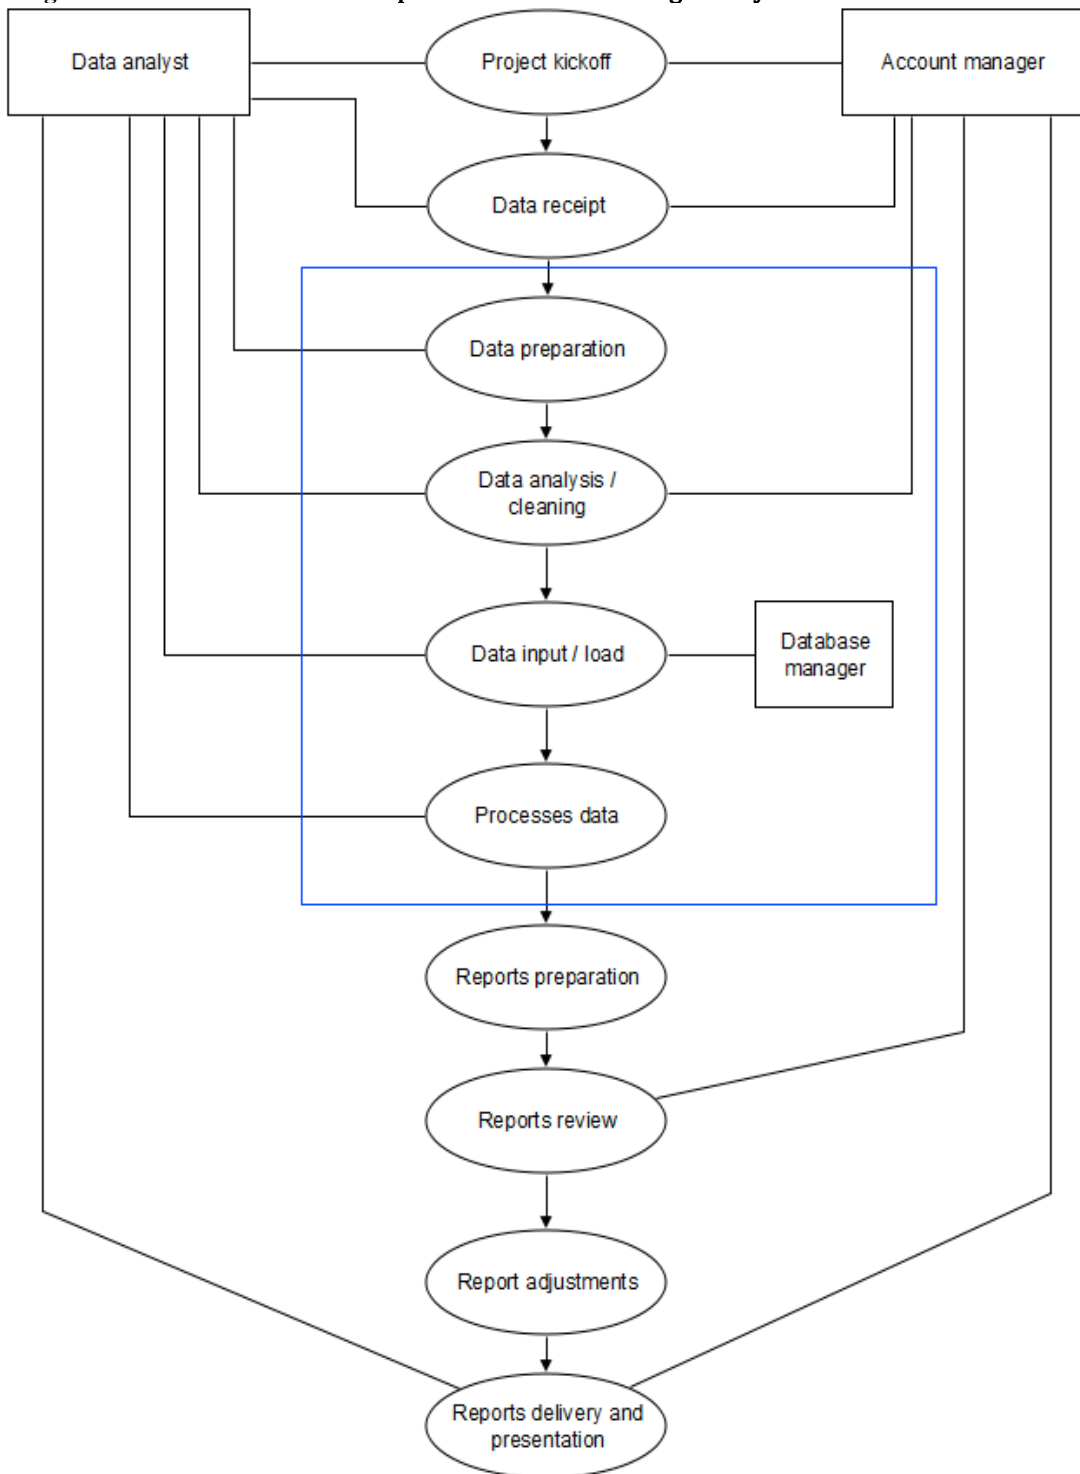 Data analyst
Project kickoff
Account manager
Data receipt
Data preparation
Data analysis /
cleaning
Data input / load
Database
manager
Processes data
Reports preparation
Reports review
Report adjustments
Reports delivery and
presentation